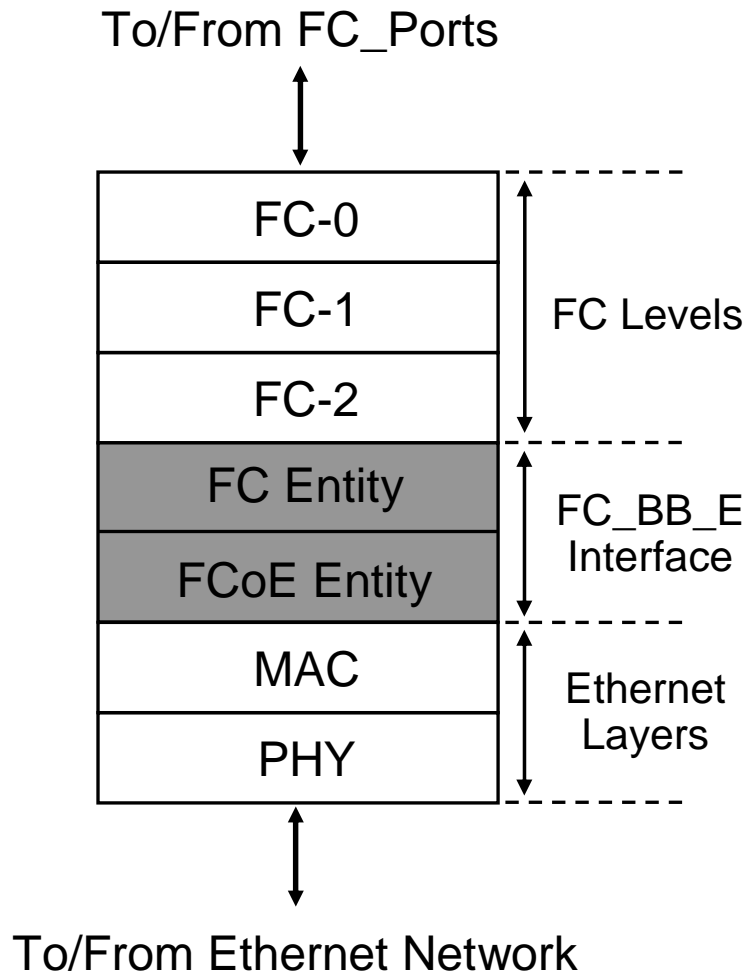 To/From FC_Ports
FC-0
FC-1
FC Levels
FC-2
FC Entity
FC_BB_E
Interface
FCoE Entity
MAC
Ethernet
Layers
PHY
To/From Ethernet Network